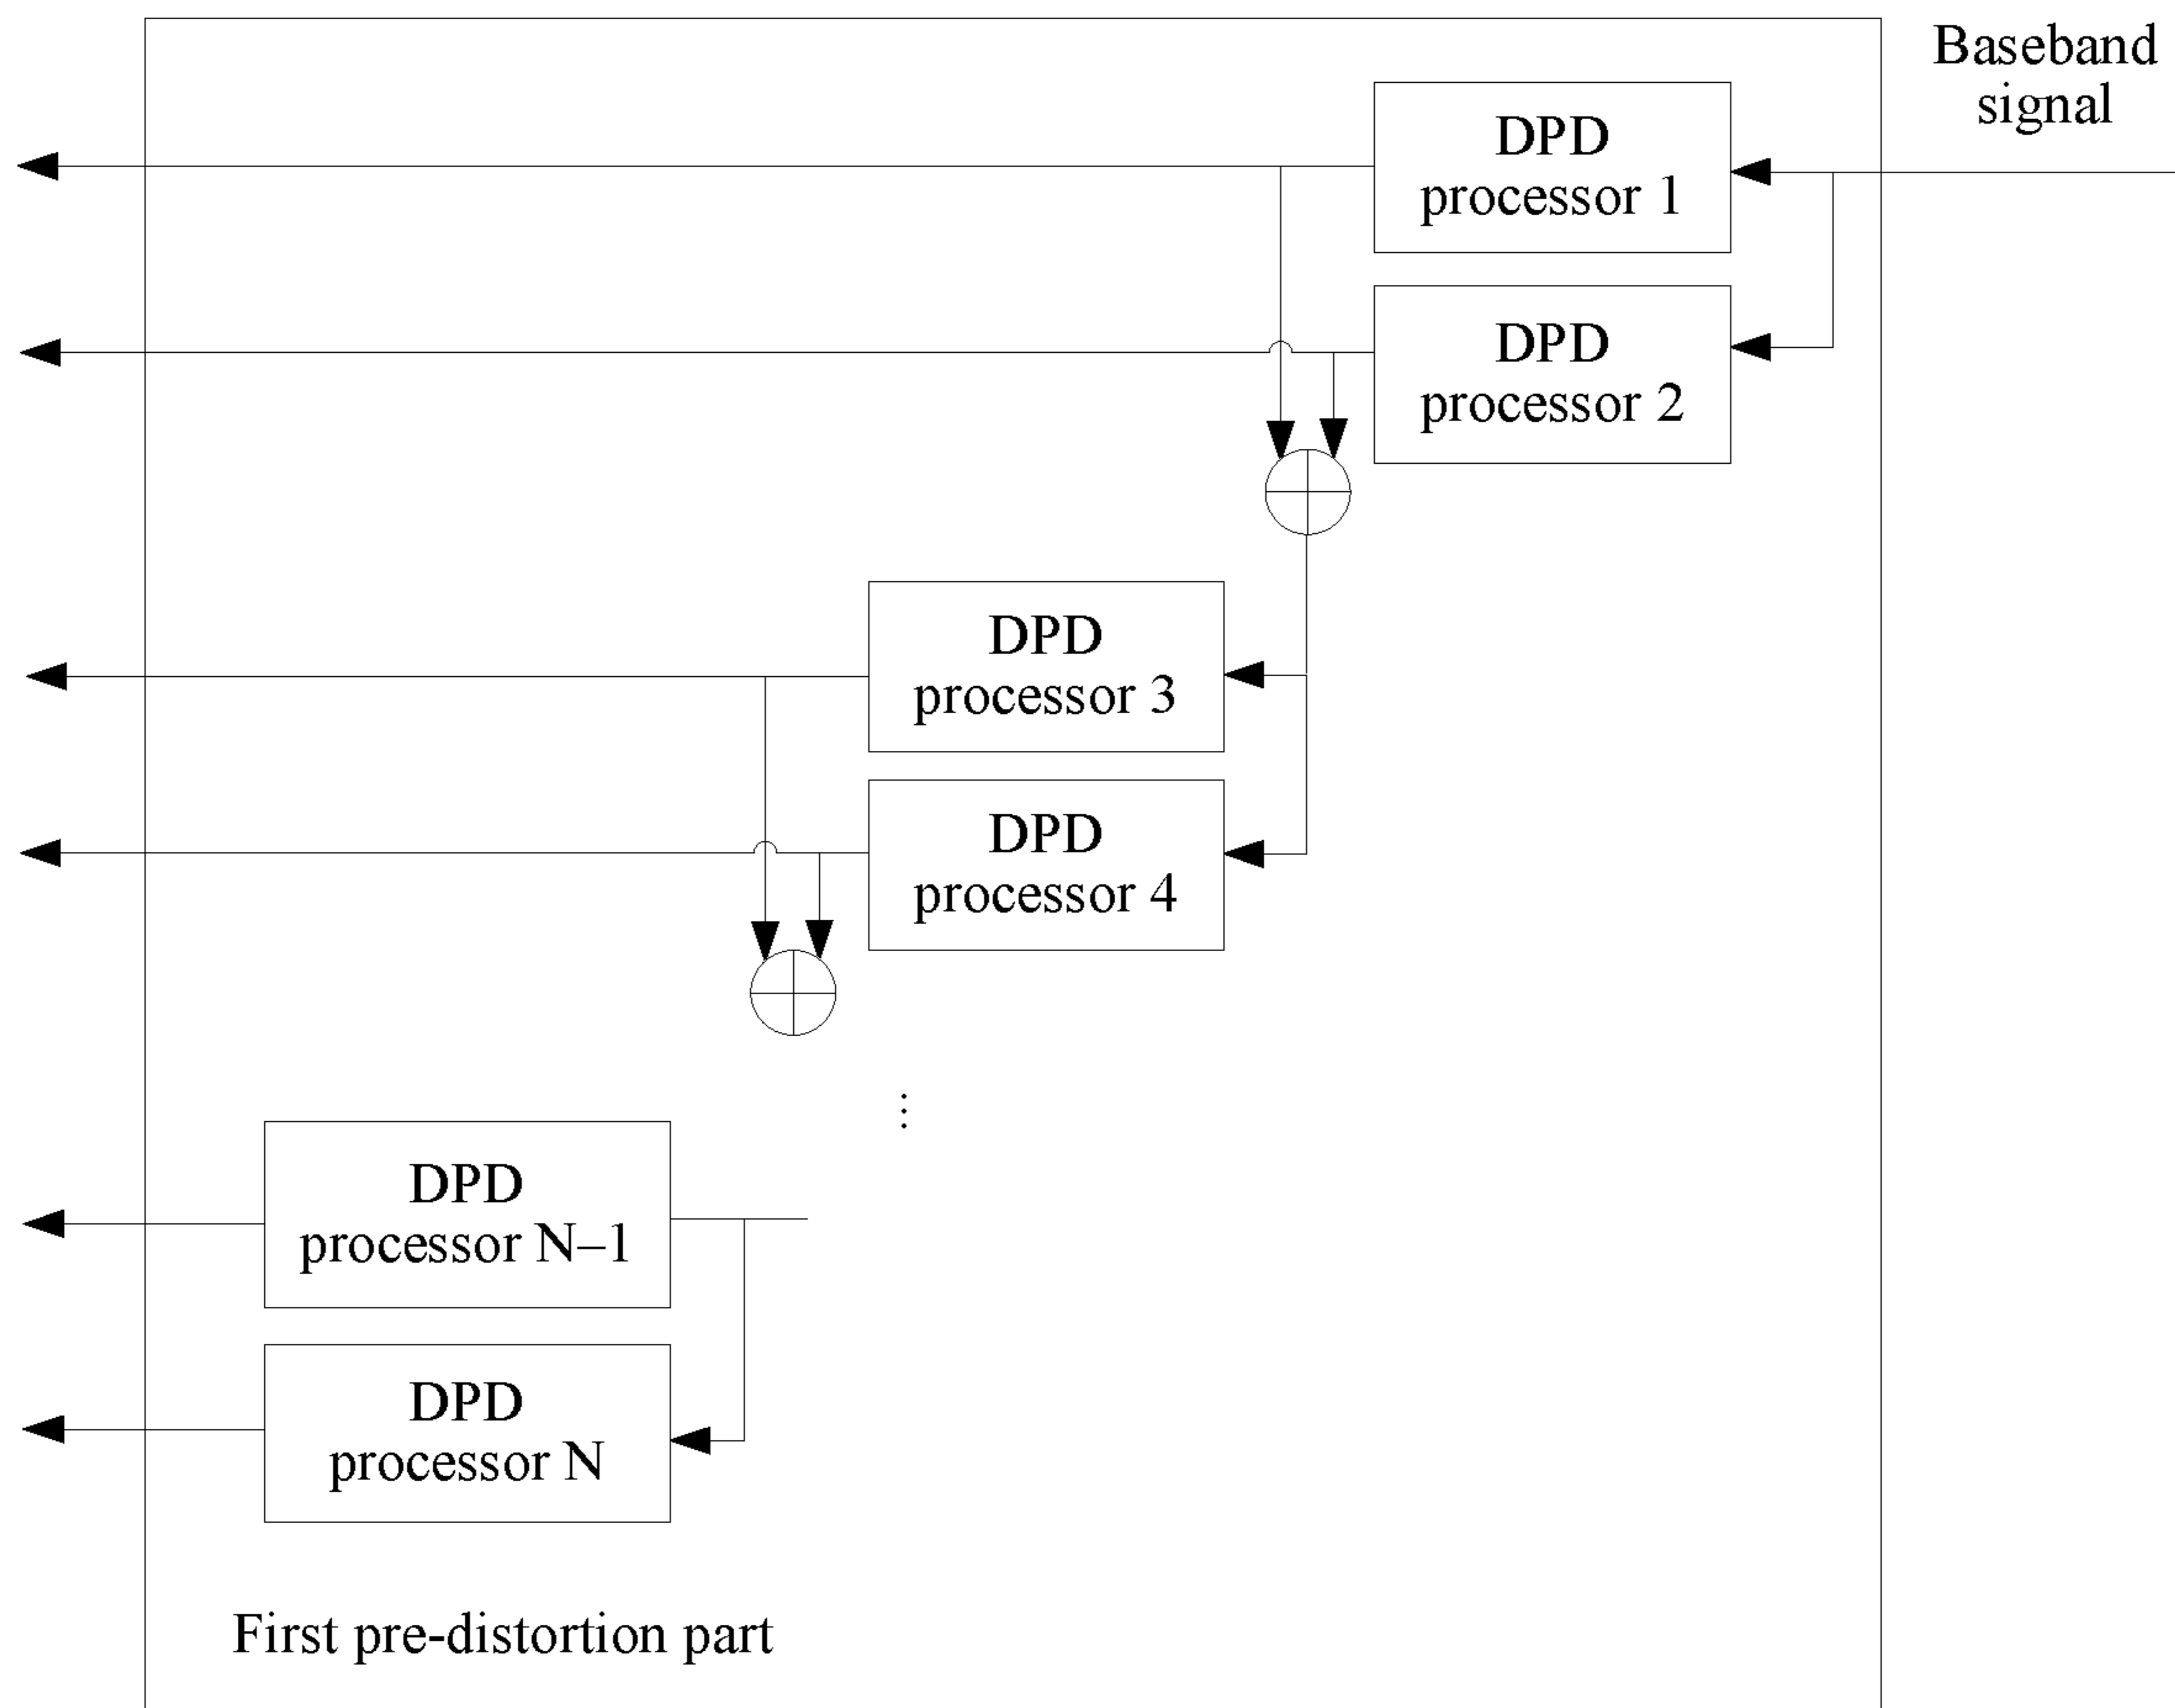 Baseband
signal
DPD
processor 1
DPD
processor 2
DPD
processor 3
DPD
processor 4
⋮
DPD
processor N–1
DPD
processor N
First pre-distortion part